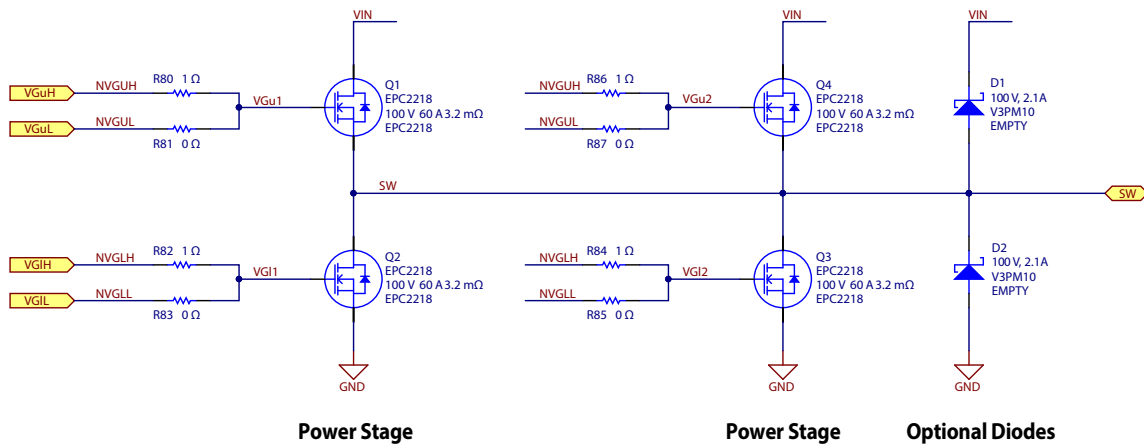 VIN
VIN
VIN
VGuH
NVGUH
R80 1 Ω
VGuL
NVGUL
R81 0 Ω
VGu1
Q1
EPC2218
100 V 60 A 3.2 mΩ
EPC2218
NVGUH
R86 1 Ω
NVGUL
R87 0 Ω
VGu2
Q4
EPC2218
100 V 60 A 3.2 mΩ
EPC2218
D1
100 V, 2.1A
V3PM10
EMPTY
SW
SW
VGlH
NVGLH
R82 1 Ω
VGlL
NVGLL
R83 0 Ω
VGl1
Q2
EPC2218
100 V 60 A 3.2 mΩ
EPC2218
NVGLH
R84 1 Ω
NVGLL
R85 0 Ω
VGl2
Q3
EPC2218
100 V 60 A 3.2 mΩ
EPC2218
D2
100 V, 2.1A
V3PM10
EMPTY
GND
GND
GND
Power Stage
Power Stage
Optional Diodes